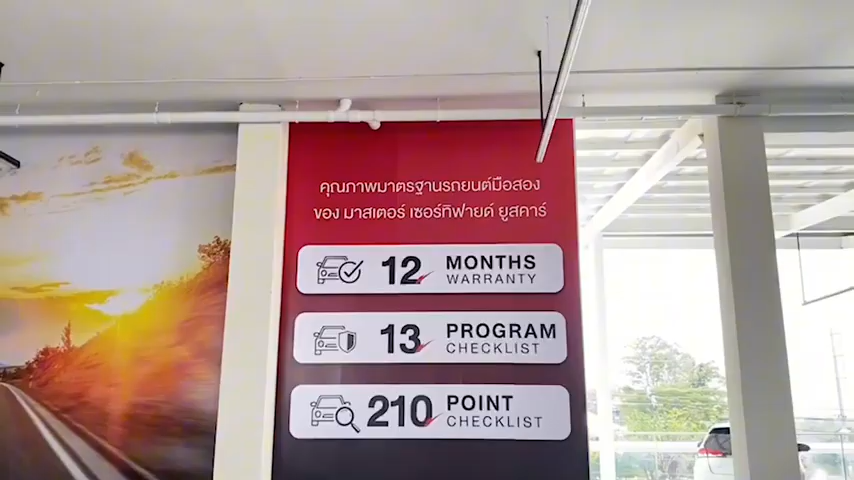 คุณภาพมาตรฐานรถยนต์มือสอง
ของ มาสเตอร์ เซอร์ทิฟายด์ ยูสคาร์
12 MONTHS
WARRANTY
13 PROGRAM
CHECKLIST
210 POINT
CHECKLIST